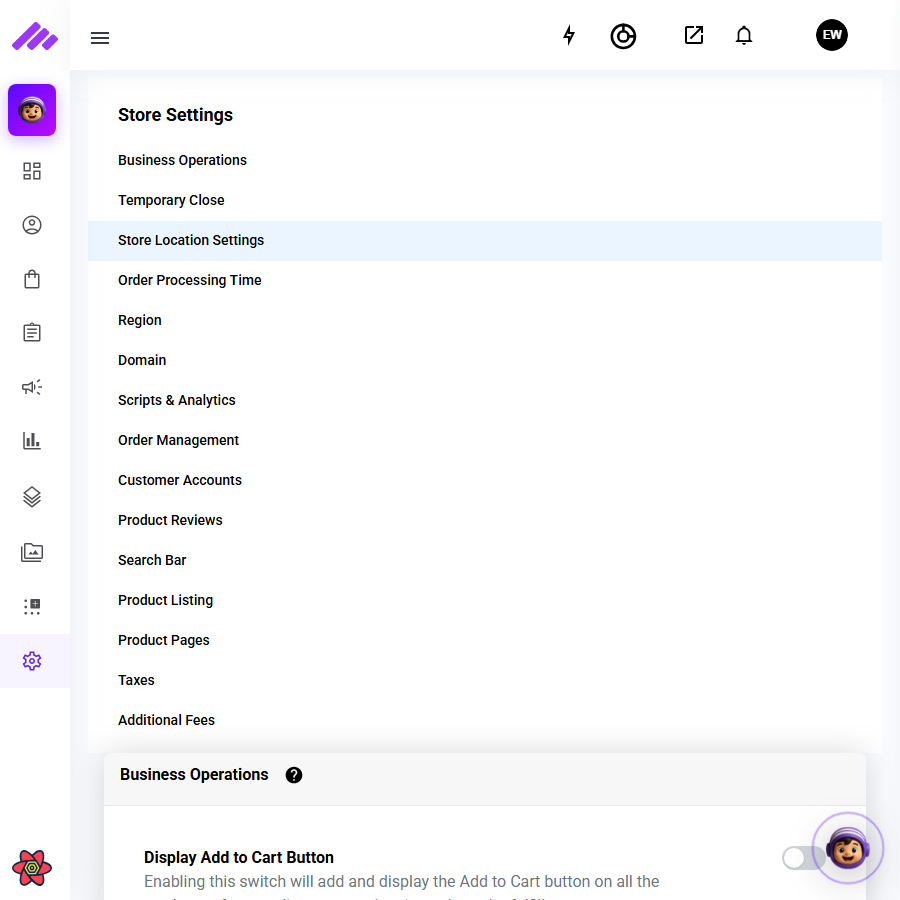 EW
Store Settings
Business Operations
Temporary Close
Store Location Settings
Order Processing Time
Region
Domain
Scripts & Analytics
Order Management
Customer Accounts
Product Reviews
Search Bar
Product Listing
Product Pages
Taxes
Additional Fees
Business Operations ?
Display Add to Cart Button
Enabling this switch will add and display the Add to Cart button on all the